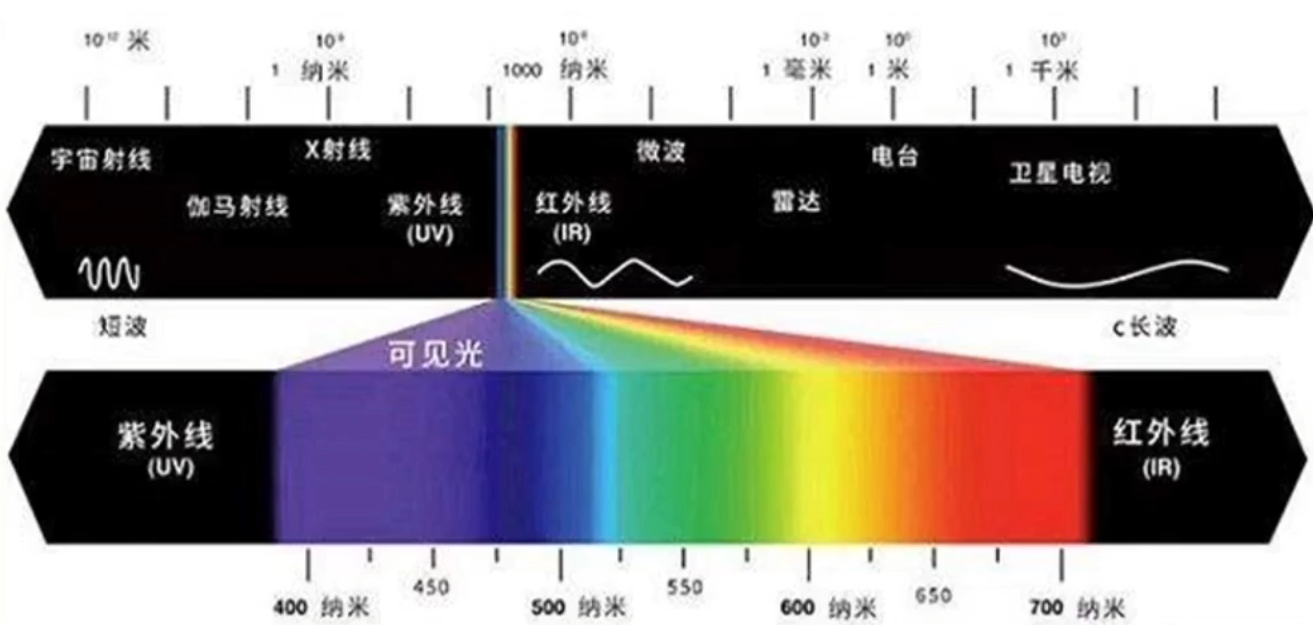 10⁻¹² 米
10⁻⁹
1 纳米
10⁻⁶
1000 纳米
10⁻³
1 毫米
10⁰
1 米
10³
1 千米
宇宙射线
伽马射线
X射线
紫外线
(UV)
红外线
(IR)
微波
雷达
电台
卫星电视
短波
c长波
可见光
紫外线
(UV)
红外线
(IR)
400 纳米
450
500 纳米
550
600 纳米
650
700 纳米